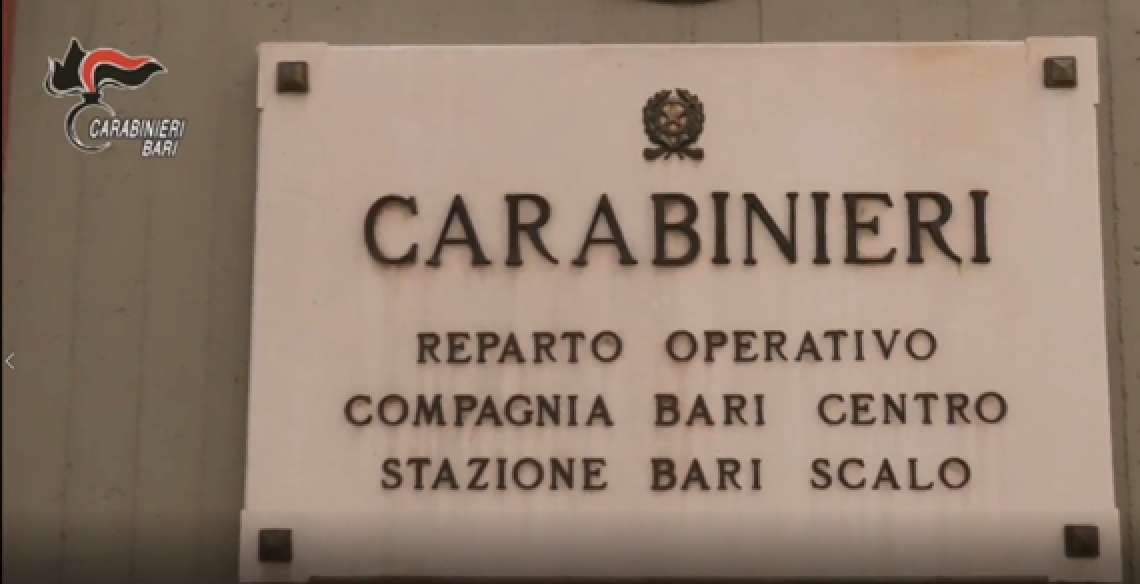 CARABINIERI
BARI
CARABINIERI
REPARTO OPERATIVO
COMPAGNIA BARI CENTRO
STAZIONE BARI SCALO